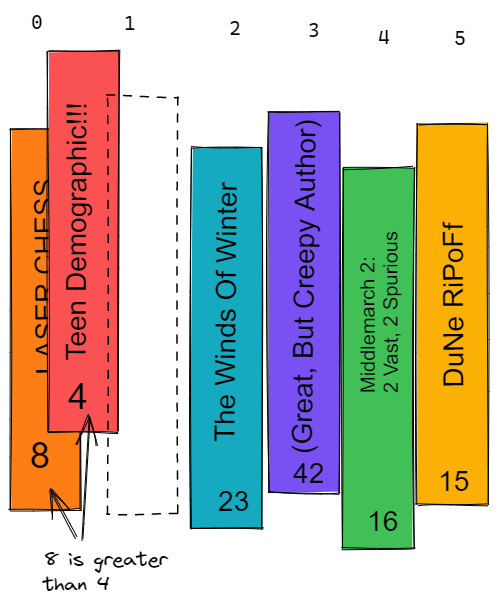 0 1 2 3 4 5
LASER CHESS
8
Teen Demographic!!!
4
The Winds Of Winter
23
(Great, But Creepy Author)
42
Middlemarch 2:
2 Vast, 2 Spurious
16
DuNe RiPoFf
15
8 is greater
than 4